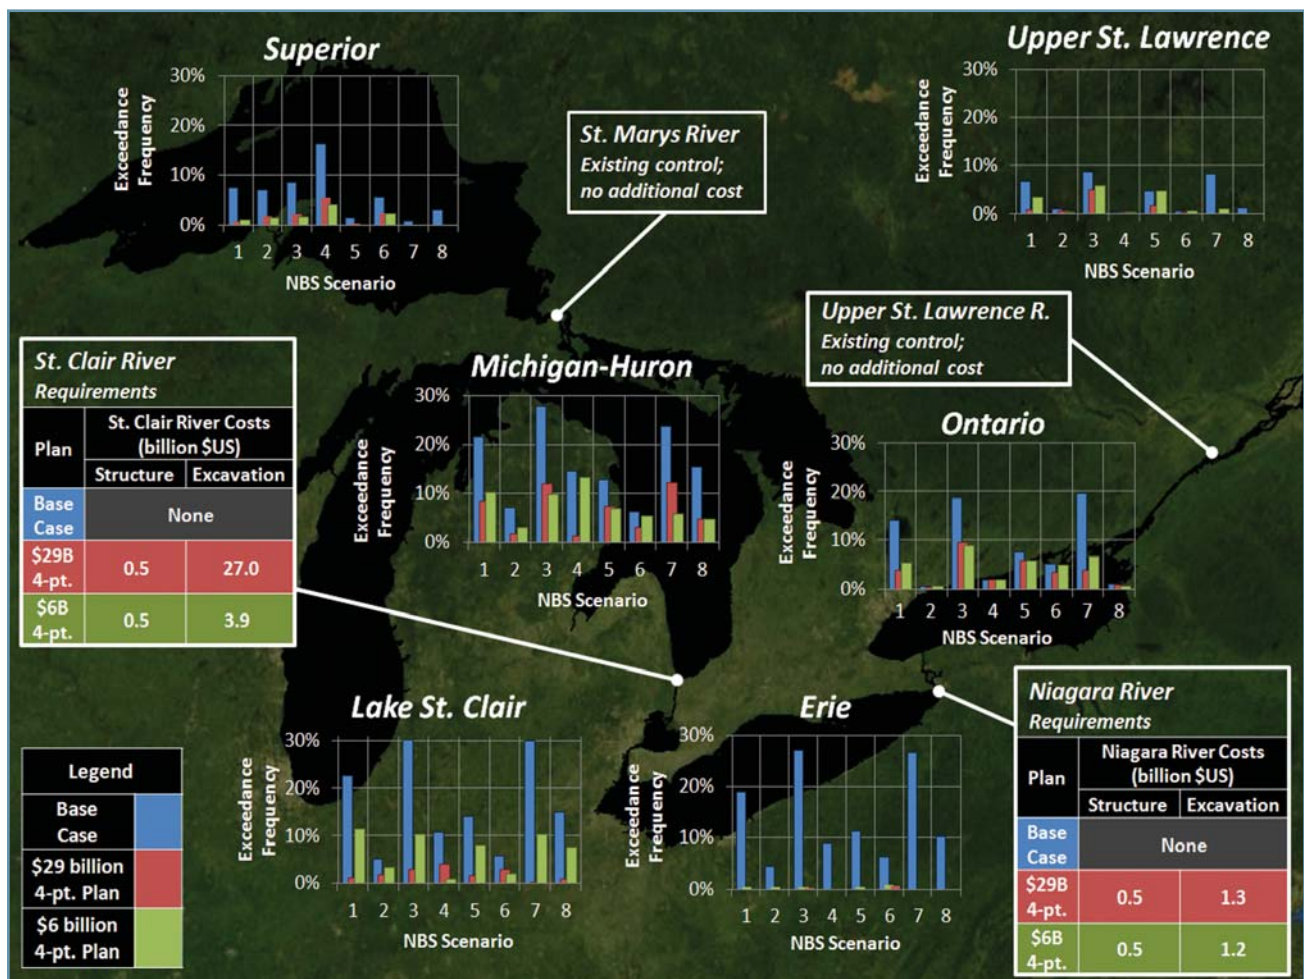 Superior
30%
20%
10%
0%
Exceedance
Frequency
1 2 3 4 5 6 7 8
NBS Scenario
Upper St. Lawrence
30%
20%
10%
0%
Exceedance
Frequency
1 2 3 4 5 6 7 8
NBS Scenario
St. Marys River
Existing control;
no additional cost
Upper St. Lawrence R.
Existing control;
no additional cost
St. Clair River
Requirements
Plan
St. Clair River Costs
(billion $US)
Structure Excavation
Base
Case
None
$29B
4-pt.
0.5 27.0
$6B
4-pt.
0.5 3.9
Michigan-Huron
30%
20%
10%
0%
Exceedance
Frequency
1 2 3 4 5 6 7 8
NBS Scenario
Ontario
30%
20%
10%
0%
Exceedance
Frequency
1 2 3 4 5 6 7 8
NBS Scenario
Lake St. Clair
30%
20%
10%
0%
Exceedance
Frequency
1 2 3 4 5 6 7 8
NBS Scenario
Erie
30%
20%
10%
0%
Exceedance
Frequency
1 2 3 4 5 6 7 8
NBS Scenario
Niagara River
Requirements
Plan
Niagara River Costs
(billion $US)
Structure Excavation
Base
Case
None
$29B
4-pt.
0.5 1.3
$6B
4-pt.
0.5 1.2
Legend
Base
Case
$29 billion
4-pt. Plan
$6 billion
4-pt. Plan